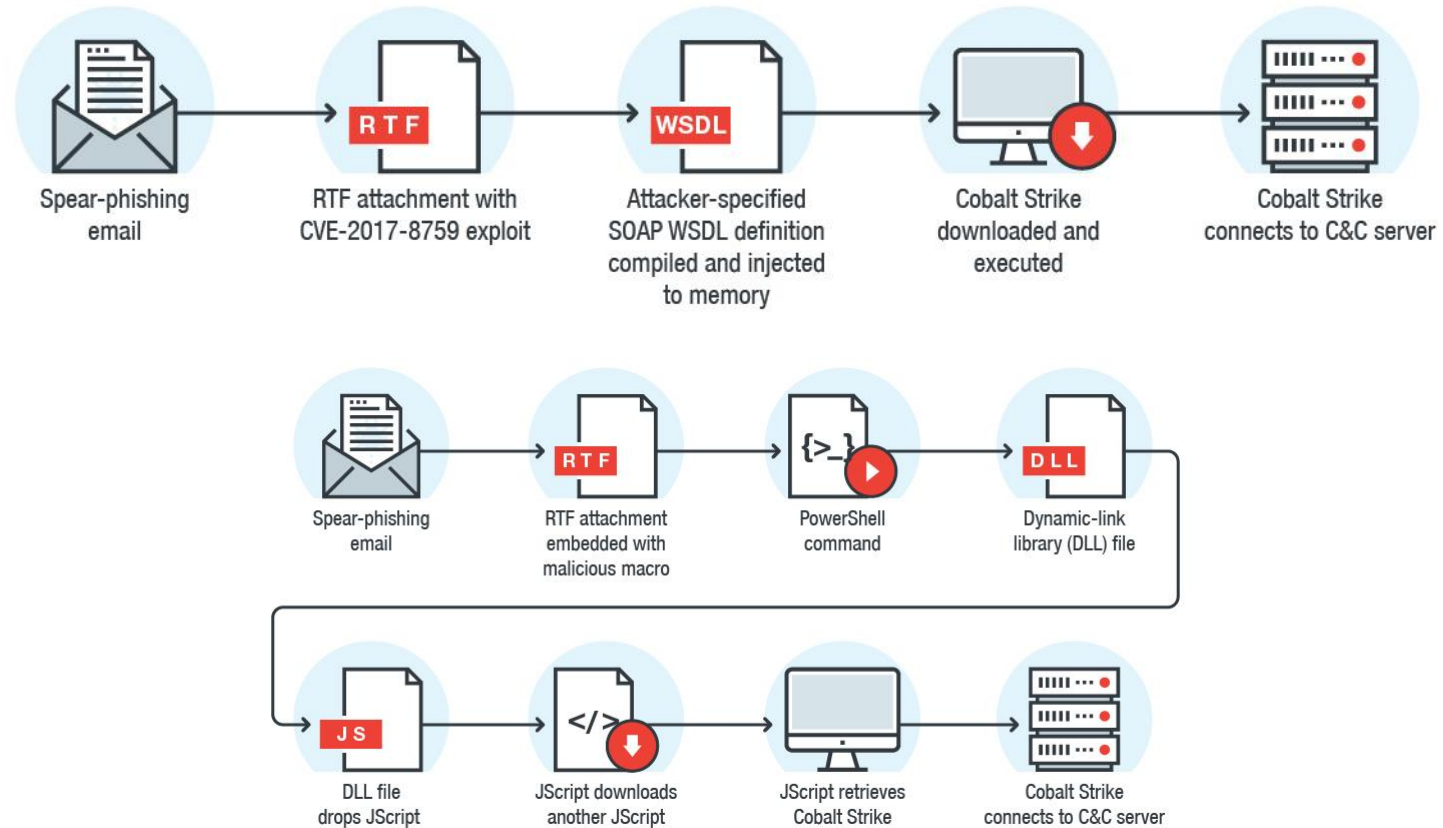 RTF
WSDL
Spear-phishing
email
RTF attachment with
CVE-2017-8759 exploit
Attacker-specified
SOAP WSDL definition
compiled and injected
to memory
Cobalt Strike
downloaded and
executed
Cobalt Strike
connects to C&C server
RTF
{>_}
DLL
Spear-phishing
email
RTF attachment
embedded with
malicious macro
PowerShell
command
Dynamic-link
library (DLL) file
JS
</>
DLL file
drops JScript
JScript downloads
another JScript
JScript retrieves
Cobalt Strike
Cobalt Strike
connects to C&C server